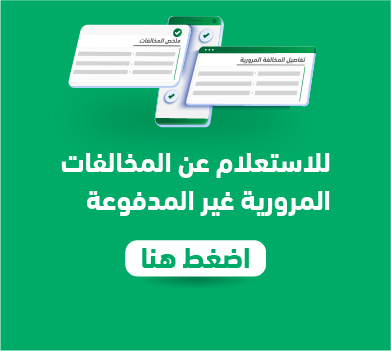 ملخص المخالفات
تفاصيل المخالفة المرورية
للاستعلام عن المخالفات
المرورية غير المدفوعة
اضغط هنا